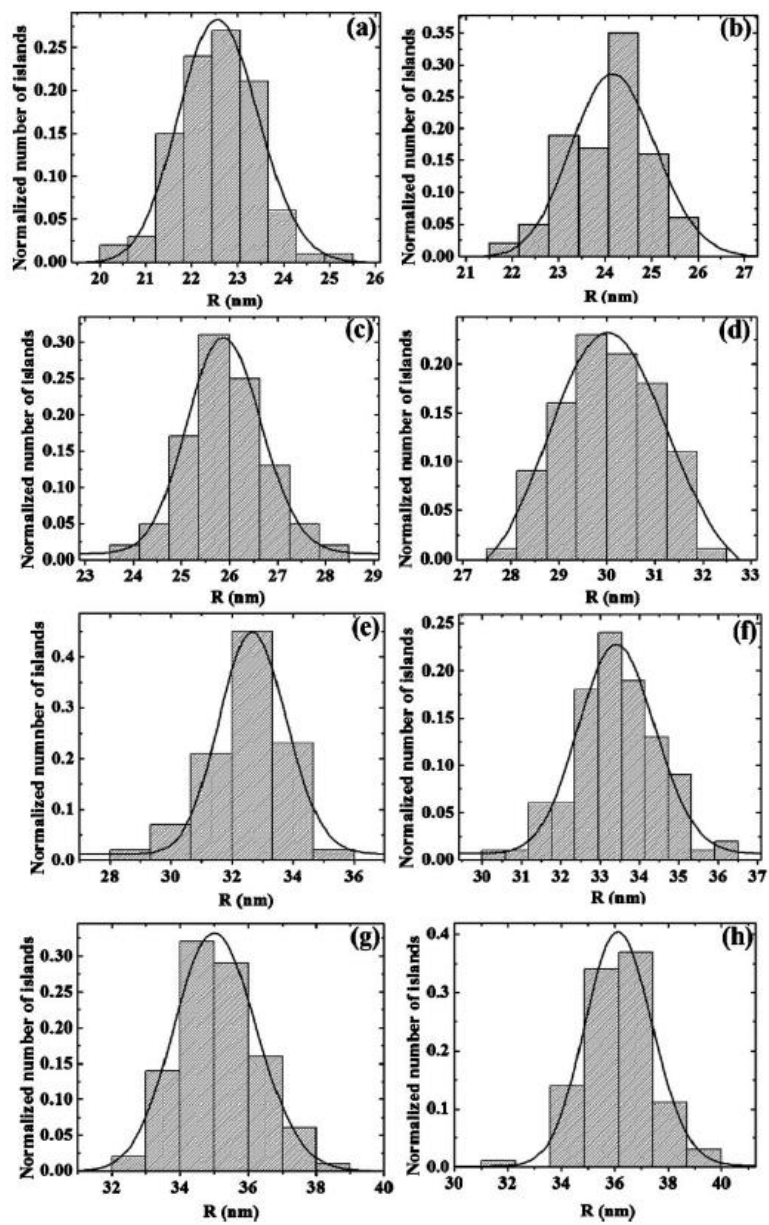 (a)
Normalized number of islands
0.28
0.25
0.20
0.15
0.10
0.05
0.00
20 21 22 23 24 25 26
R (nm)
(b)
Normalized number of islands
0.35
0.30
0.25
0.20
0.15
0.10
0.05
0.00
21 22 23 24 25 26 27
R (nm)
(c)
Normalized number of islands
0.30
0.25
0.20
0.15
0.10
0.05
0.00
23 24 25 26 27 28 29
R (nm)
(d)
Normalized number of islands
0.20
0.15
0.10
0.05
0.00
27 28 29 30 31 32 33
R (nm)
(e)
Normalized numnber of islands
0.4
0.3
0.2
0.1
0.0
28 30 32 34 36
R (nm)
(f)
Normalized number of islands
0.25
0.20
0.15
0.10
0.05
0.00
30 31 32 33 34 35 36 37
R (nm)
(g)
Normalized number of islands
0.30
0.25
0.20
0.15
0.10
0.05
0.00
32 34 36 38 40
R (nm)
(h)
Normalized number of islands
0.4
0.3
0.2
0.1
0.0
30 32 34 36 38 40
R (nm)